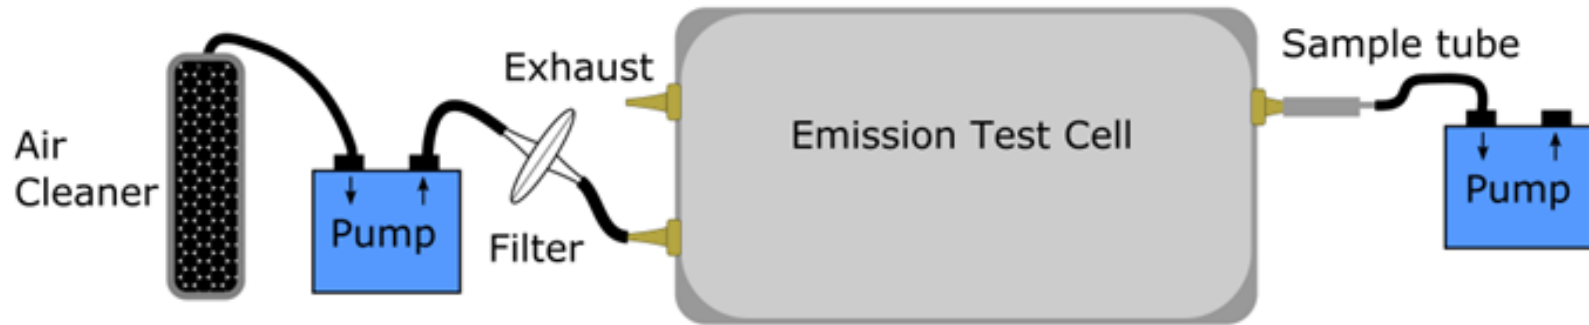 Air
Cleaner
Pump
Exhaust
Filter
Emission Test Cell
Sample tube
Pump